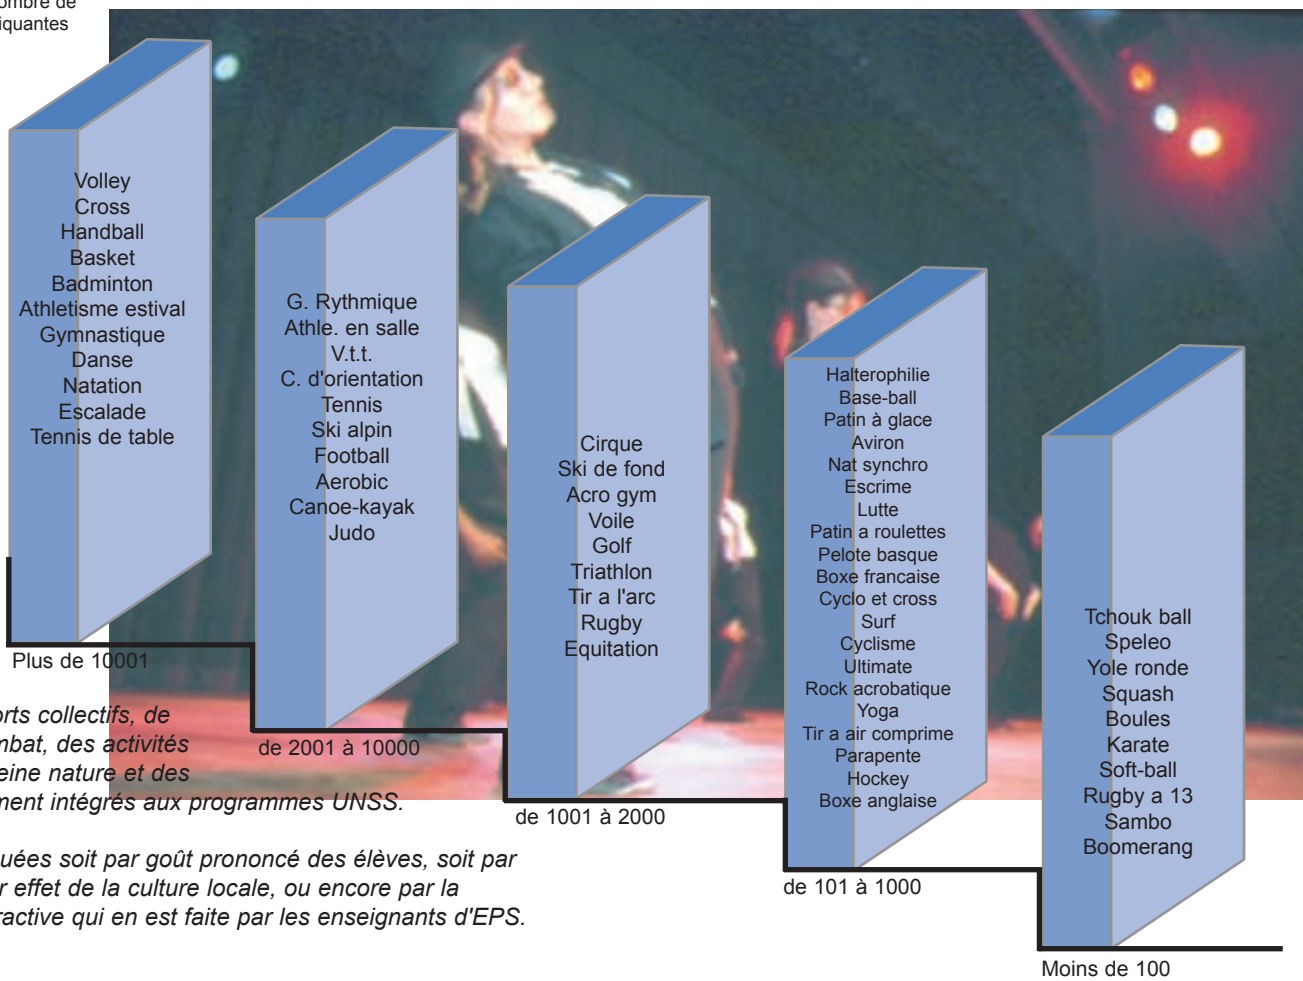 de
iquantes
Volley
Cross
Handball
Basket
Badminton
Athletisme estival
Gymnastique
Danse
Natation
Escalade
Tennis de table
Plus de 10001
G. Rythmique
Athle. en salle
V.t.t.
C. d'orientation
Tennis
Ski alpin
Football
Aerobic
Canoe-kayak
Judo
de 2001 à 10000
Cirque
Ski de fond
Acro gym
Voile
Golf
Triathlon
Tir a l'arc
Rugby
Equitation
de 1001 à 2000
Halterophilie
Base-ball
Patin à glace
Aviron
Nat synchro
Escrime
Lutte
Patin a roulettes
Pelote basque
Boxe francaise
Cyclo et cross
Surf
Cyclisme
Ultimate
Rock acrobatique
Yoga
Tir a air comprime
Parapente
Hockey
Boxe anglaise
de 101 à 1000
Tchouk ball
Speleo
Yole ronde
Squash
Boules
Karate
Soft-ball
Rugby a 13
Sambo
Boomerang
Moins de 100
orts collectifs, de
mbat, des activités
eine nature et des
ment intégrés aux programmes UNSS.
uées soit par goût prononcé des élèves, soit par
r effet de la culture locale, ou encore par la
ractive qui en est faite par les enseignants d'EPS.